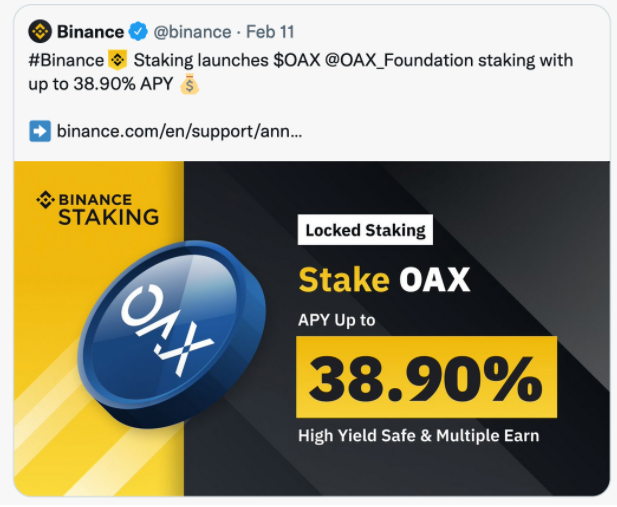 Binance @binance · Feb 11
#Binance Staking launches $OAX @OAX_Foundation staking with
up to 38.90% APY 💰
➡️ binance.com/en/support/ann...
BINANCE
STAKING
OAX
Locked Staking
Stake OAX
APY Up to
38.90%
High Yield Safe & Multiple Earn